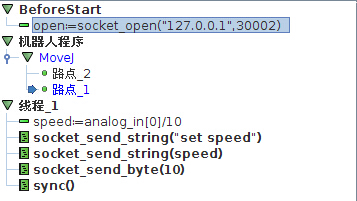 BeforeStart
open:=socket_open("127.0.0.1",30002)
机器人程序
MoveJ
路点_2
路点_1
线程_1
speed:=analog_in[0]/10
socket_send_string("set speed")
socket_send_string(speed)
socket_send_byte(10)
sync()